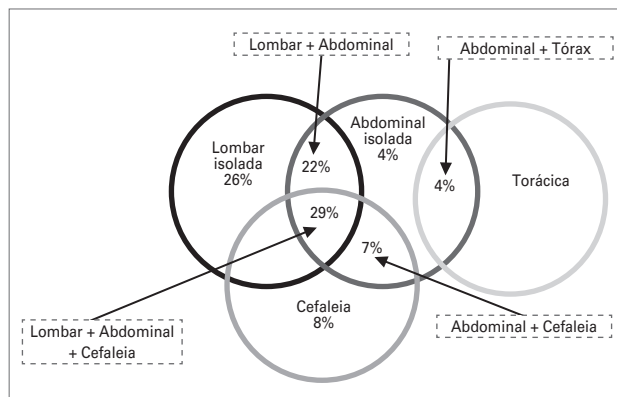 Lombar + Abdominal
Abdominal + Tórax
Lombar
isolada
26%
22%
Abdominal
isolada
4%
4%
Torácica
29%
7%
Cefaleia
8%
Lombar + Abdominal
+ Cefaleia
Abdominal + Cefaleia